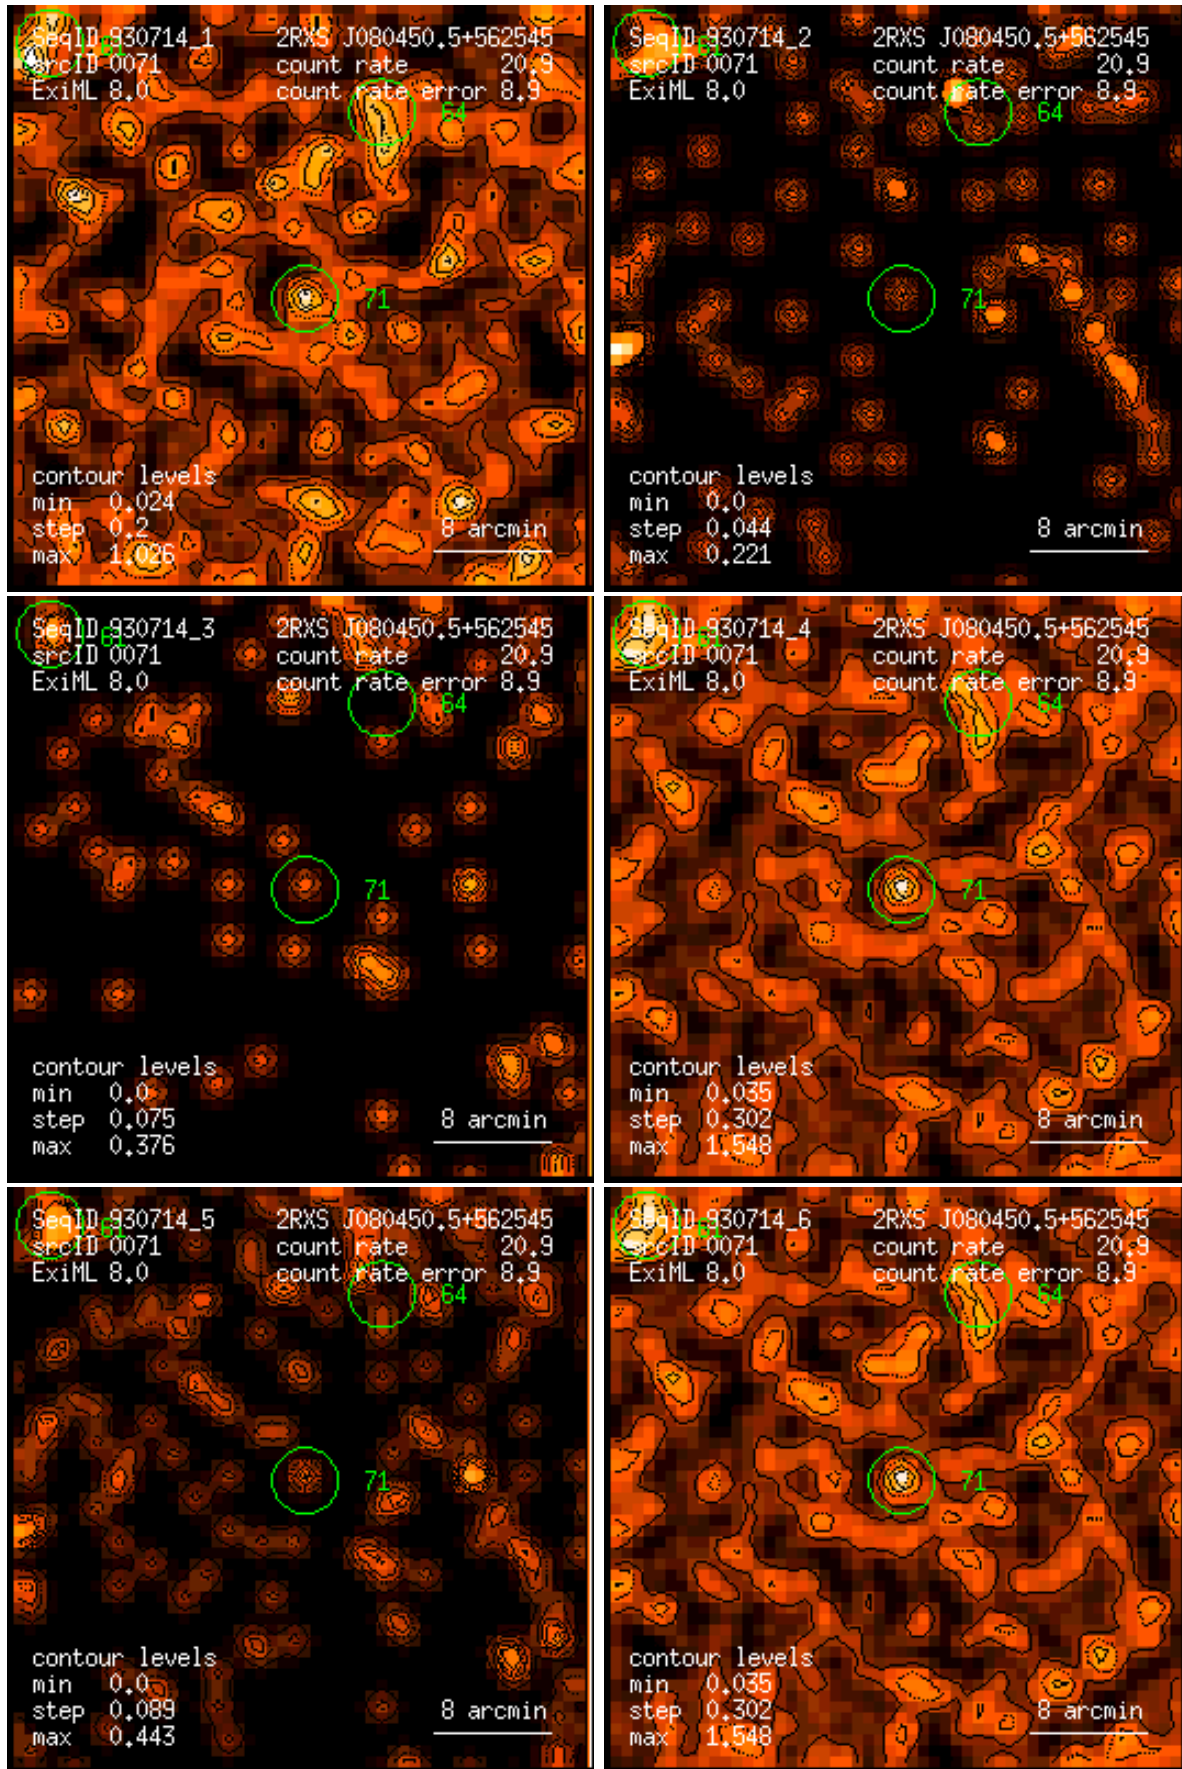 SeqID 930714_1 2RXS J080450.5+562545
61
srcID 0071 count rate 20.9
ExiML 8.0 count rate error 8.9
64
71
contour levels
min 0.024
step 0.2 8 arcmin
max 1.026
SeqID 930714_2 2RXS J080450.5+562545
61
srcID 0071 count rate 20.9
ExiML 8.0 count rate error 8.9
64
71
contour levels
min 0.0
step 0.044 8 arcmin
max 0.221
SeqID 930714_3 2RXS J080450.5+562545
61
srcID 0071 count rate 20.9
ExiML 8.0 count rate error 8.9
64
71
contour levels
min 0.0
step 0.075 8 arcmin
max 0.376
SeqID 930714_4 2RXS J080450.5+562545
61
srcID 0071 count rate 20.9
ExiML 8.0 count rate error 8.9
64
71
contour levels
min 0.035
step 0.302 8 arcmin
max 1.548
SeqID 930714_5 2RXS J080450.5+562545
61
srcID 0071 count rate 20.9
ExiML 8.0 count rate error 8.9
64
71
contour levels
min 0.0
step 0.089 8 arcmin
max 0.443
SeqID 930714_6 2RXS J080450.5+562545
61
srcID 0071 count rate 20.9
ExiML 8.0 count rate error 8.9
64
71
contour levels
min 0.035
step 0.302 8 arcmin
max 1.548